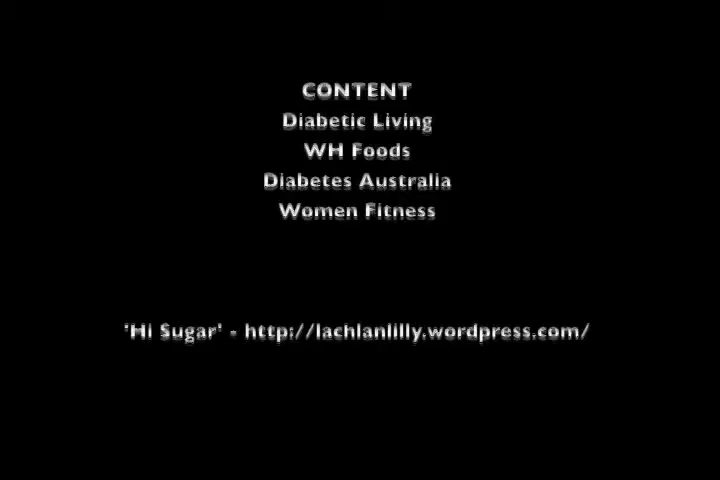 CONTENT
Diabetic Living
WH Foods
Diabetes Australia
Women Fitness
'Hi Sugar' - http://lachlanlilly.wordpress.com/